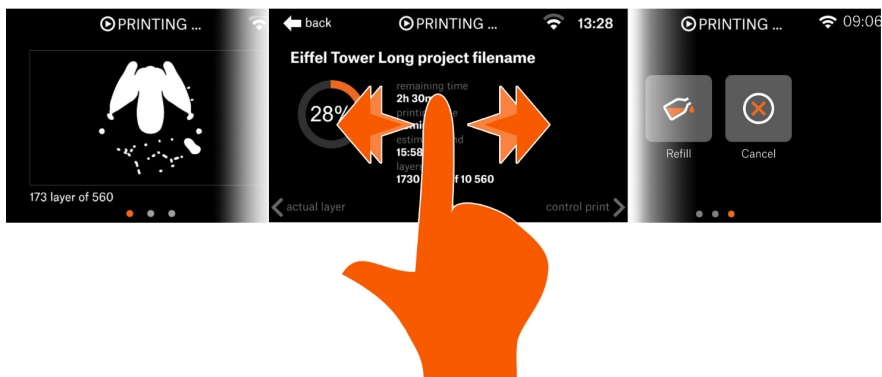 PRINTING ...
173 layer of 560
back
PRINTING ...
13:28
Eiffel Tower Long project filename
28%
remaining time
2h 30m
15:58
layers
1730
10 560
actual layer
control print
PRINTING ...
09:06
Refill
Cancel